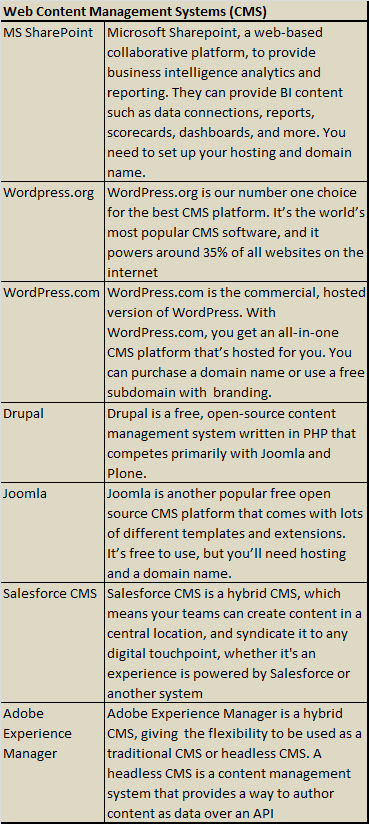 Web Content Management Systems (CMS)
MS SharePoint
Microsoft Sharepoint, a web-based
collaborative platform, to provide
business intelligence analytics and
reporting. They can provide BI content
such as data connections, reports,
scorecards, dashboards, and more. You
need to set up your hosting and domain
name.
Wordpress.org
WordPress.org is our number one choice
for the best CMS platform. It's the world's
most popular CMS software, and it
powers around 35% of all websites on the
internet
WordPress.com
WordPress.com is the commercial, hosted
version of WordPress. With
WordPress.com, you get an all-in-one
CMS platform that's hosted for you. You
can purchase a domain name or use a free
subdomain with  branding.
Drupal
Drupal is a free, open-source content
management system written in PHP that
competes primarily with Joomla and
Plone.
Joomla
Joomla is another popular free open
source CMS platform that comes with lots
of different templates and extensions.
It's free to use, but you'll need hosting
and a domain name.
Salesforce CMS
Salesforce CMS is a hybrid CMS, which
means your teams can create content in a
central location, and syndicate it to any
digital touchpoint, whether it's an
experience is powered by Salesforce or
another system
Adobe
Experience
Manager
Adobe Experience Manager is a hybrid
CMS, giving  the flexibility to be used as a
traditional CMS or headless CMS. A
headless CMS is a content management
system that provides a way to author
content as data over an API